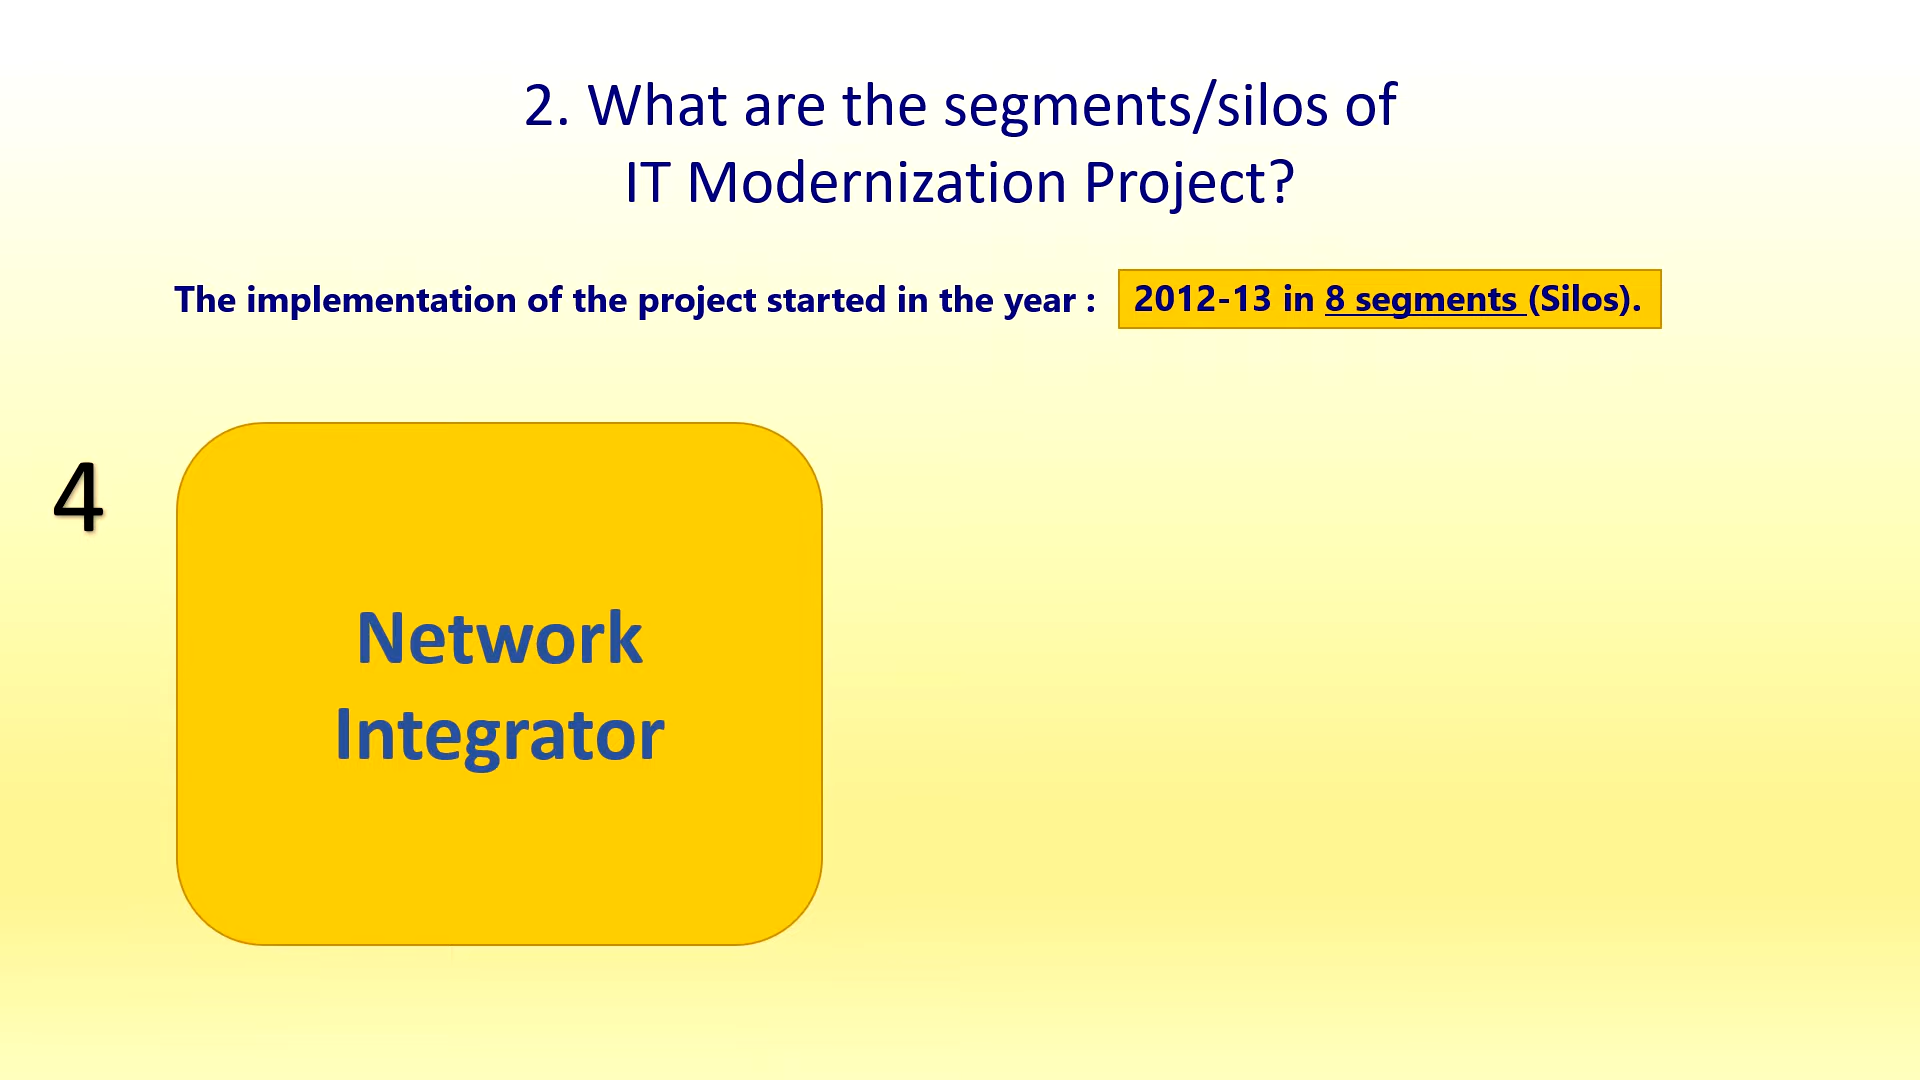 2. What are the segments/silos of
IT Modernization Project?
The implementation of the project started in the year : 2012-13 in 8 segments (Silos).
4
Network
Integrator